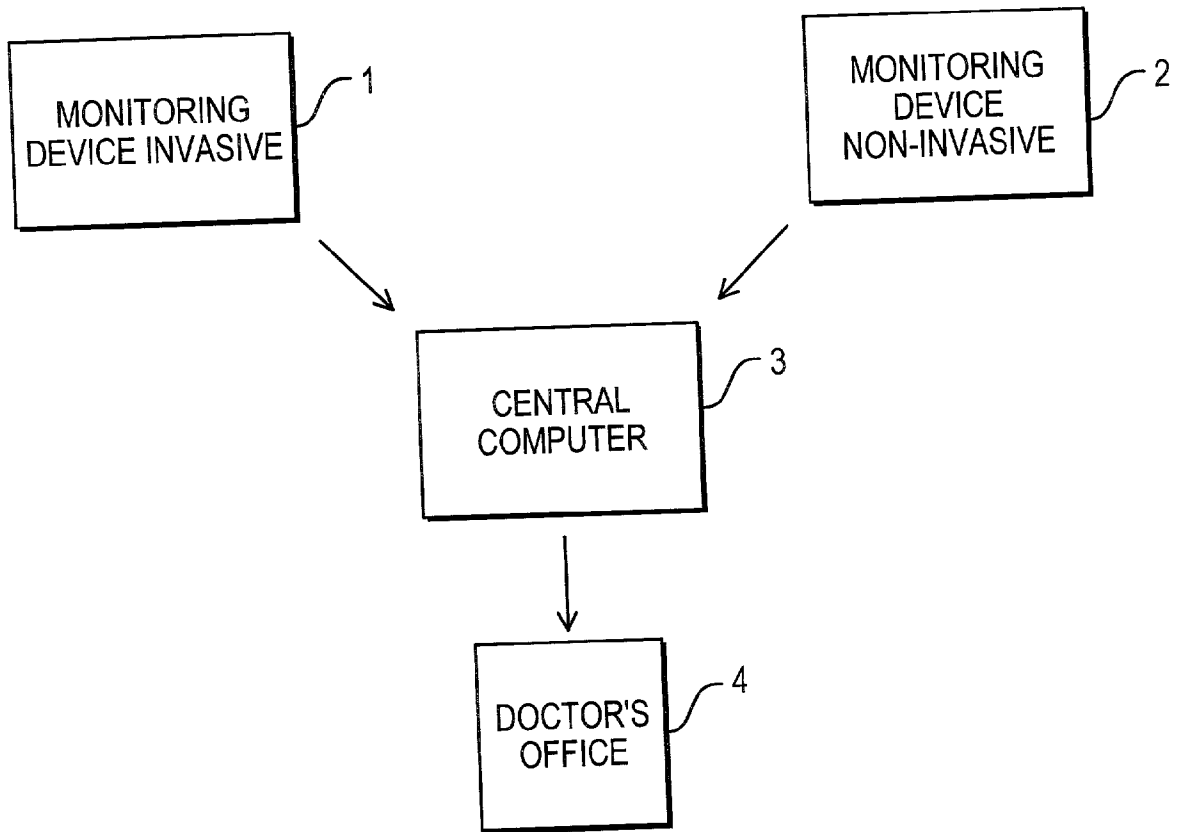 MONITORING
DEVICE INVASIVE
1
MONITORING
DEVICE
NON-INVASIVE
2
CENTRAL
COMPUTER
3
DOCTOR'S
OFFICE
4